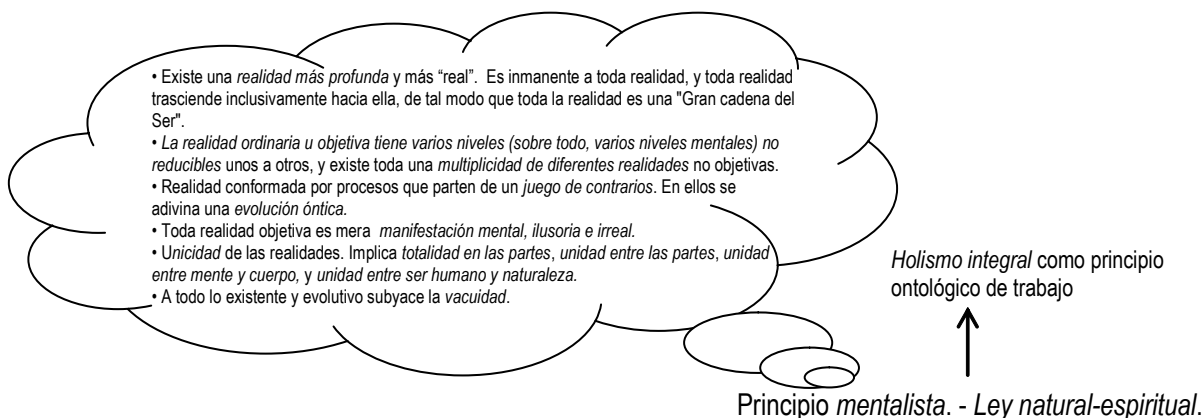 • Existe una realidad más profunda y más “real”.  Es inmanente a toda realidad, y toda realidad
trasciende inclusivamente hacia ella, de tal modo que toda la realidad es una "Gran cadena del
Ser".
• La realidad ordinaria u objetiva tiene varios niveles (sobre todo, varios niveles mentales) no
reducibles unos a otros, y existe toda una multiplicidad de diferentes realidades no objetivas.
• Realidad conformada por procesos que parten de un juego de contrarios. En ellos se
adivina una evolución óntica.
• Toda realidad objetiva es mera  manifestación mental, ilusoria e irreal.
• Unicidad de las realidades. Implica totalidad en las partes, unidad entre las partes, unidad
entre mente y cuerpo, y unidad entre ser humano y naturaleza.
• A todo lo existente y evolutivo subyace la vacuidad.
Holismo integral como principio
ontológico de trabajo
Principio mentalista. - Ley natural-espiritual.